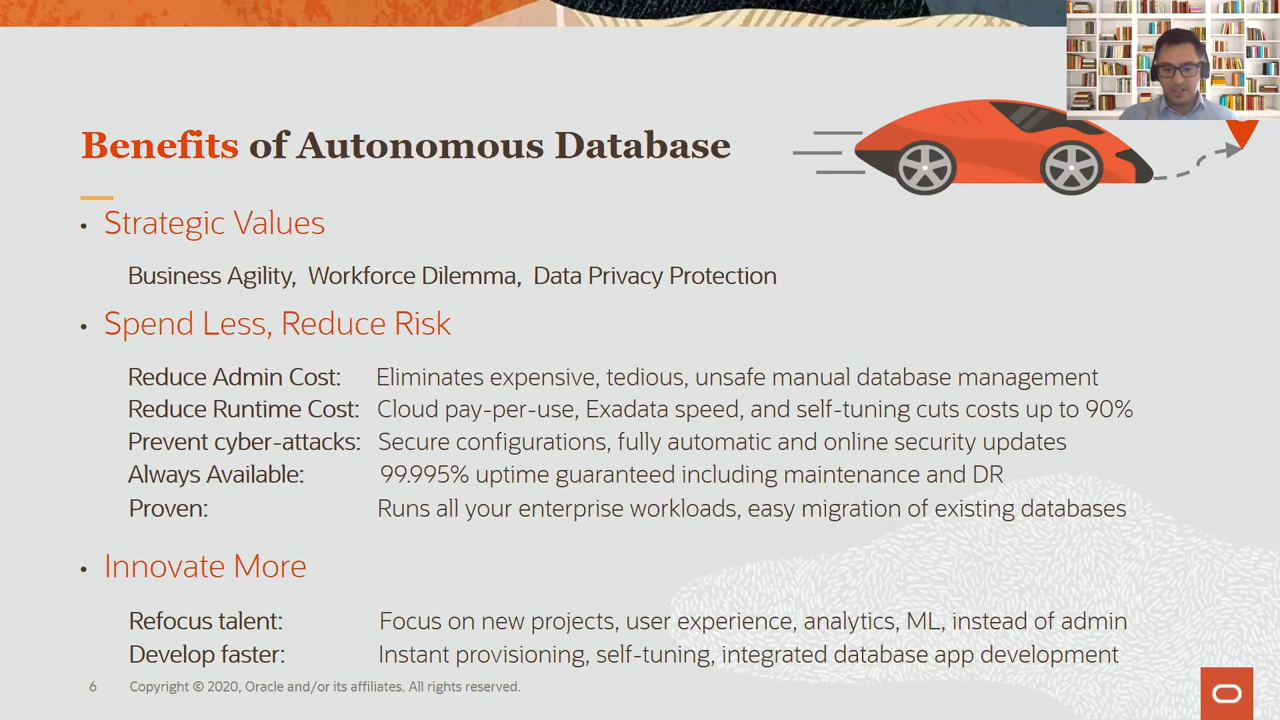 Benefits of Autonomous Database
• Strategic Values
Business Agility, Workforce Dilemma, Data Privacy Protection
• Spend Less, Reduce Risk
Reduce Admin Cost: Eliminates expensive, tedious, unsafe manual database management
Reduce Runtime Cost: Cloud pay-per-use, Exadata speed, and self-tuning cuts costs up to 90%
Prevent cyber-attacks: Secure configurations, fully automatic and online security updates
Always Available: 99.995% uptime guaranteed including maintenance and DR
Proven: Runs all your enterprise workloads, easy migration of existing databases
• Innovate More
Refocus talent: Focus on new projects, user experience, analytics, ML, instead of admin
Develop faster: Instant provisioning, self-tuning, integrated database app development
6 Copyright © 2020, Oracle and/or its affiliates. All rights reserved.